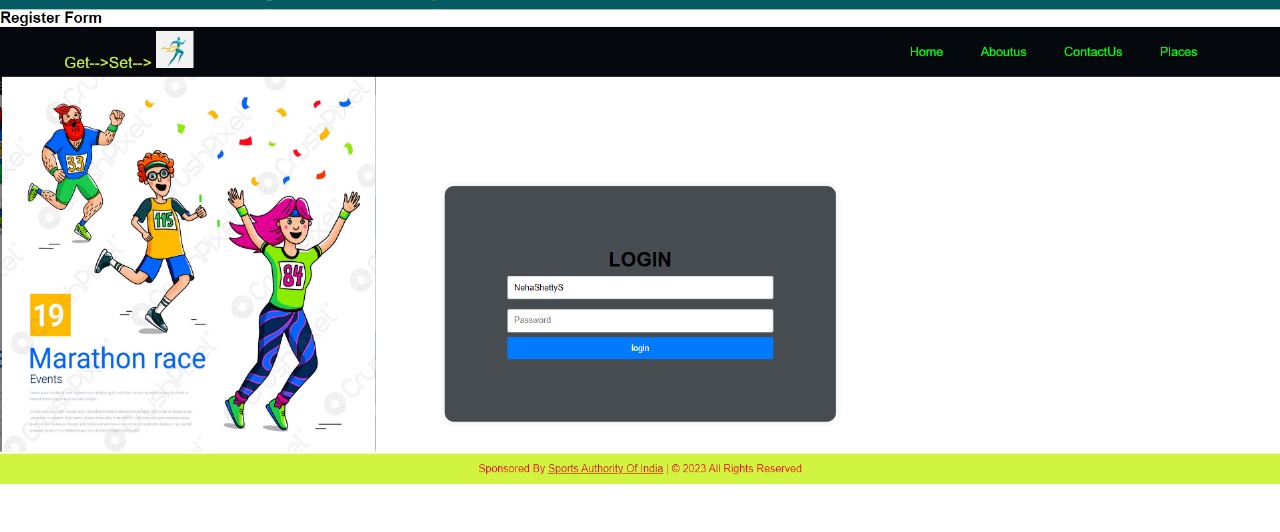 Register Form
Get-->Set-->
Home
Aboutus
ContactUs
Places
33
115
84
19
Marathon race
Events
LOGIN
NehaShettyS
Password
login
Sponsored By Sports Authority Of India | © 2023 All Rights Reserved